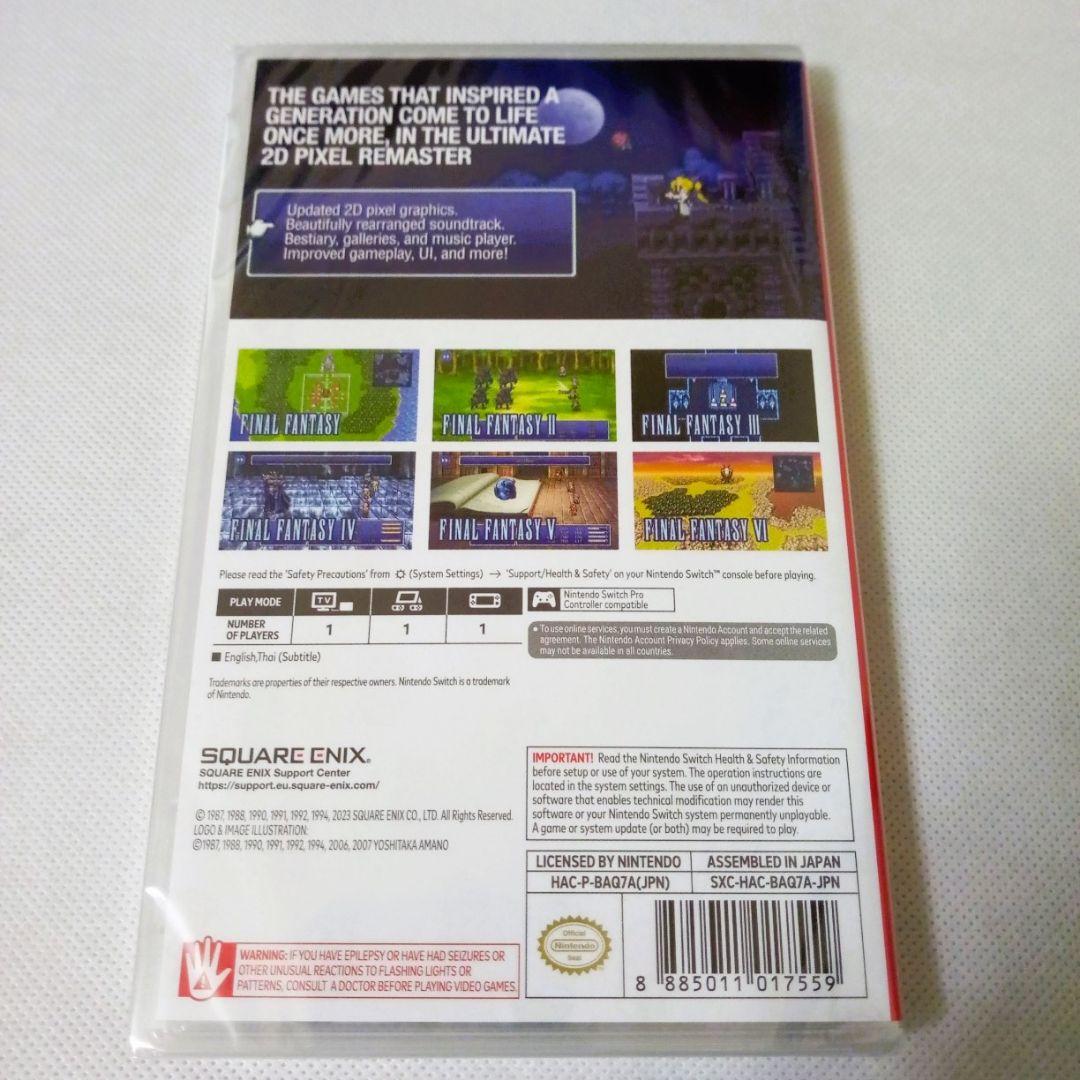 THE GAMES THAT INSPIRED A
GENERATION COME TO LIFE
ONCE MORE, IN THE ULTIMATE
2D PIXEL REMASTER
Updated 2D pixel graphics.
Beautifully rearranged soundtrack.
Bestiary, galleries, and music player.
Improved gameplay, UI, and more!
FINAL FANTASY
FINAL FANTASY II
FINAL FANTASY III
FINAL FANTASY IV
FINAL FANTASY V
FINAL FANTASY VI
Please read the 'Safety Precautions' from (System Settings) → 'Support/Health & Safety' on your Nintendo Switch™ console before playing.
PLAY MODE
TV
NUMBER
OF PLAYERS
1
1
1
Nintendo Switch Pro
Controller compatible
• To use online services, you must create a Nintendo Account and accept the related
agreement. The Nintendo Account Privacy Policy applies. Some online services
may not be available in all countries.
■ English,Thai (Subtitle)
Trademarks are properties of their respective owners. Nintendo Switch is a trademark
of Nintendo.
SQUARE ENIX®
SQUARE ENIX Support Center
https://support.eu.square-enix.com/
© 1987, 1988, 1990, 1991, 1992, 1994, 2023 SQUARE ENIX CO., LTD. All Rights Reserved.
LOGO & IMAGE ILLUSTRATION:
©1987, 1988, 1990, 1991, 1992, 1994, 2006, 2007 YOSHITAKA AMANO
IMPORTANT! Read the Nintendo Switch Health & Safety Information
before setup or use of your system. The operation instructions are
located in the system settings. The use of an unauthorized device or
software that enables technical modification may render this
software or your Nintendo Switch system permanently unplayable.
A game or system update (or both) may be required to play.
LICENSED BY NINTENDO
ASSEMBLED IN JAPAN
HAC-P-BAQ7A(JPN)
SXC-HAC-BAQ7A-JPN
WARNING: IF YOU HAVE EPILEPSY OR HAVE HAD SEIZURES OR
OTHER UNUSUAL REACTIONS TO FLASHING LIGHTS OR
PATTERNS, CONSULT A DOCTOR BEFORE PLAYING VIDEO GAMES.
Official
Nintendo
Seal
8 885011 017559